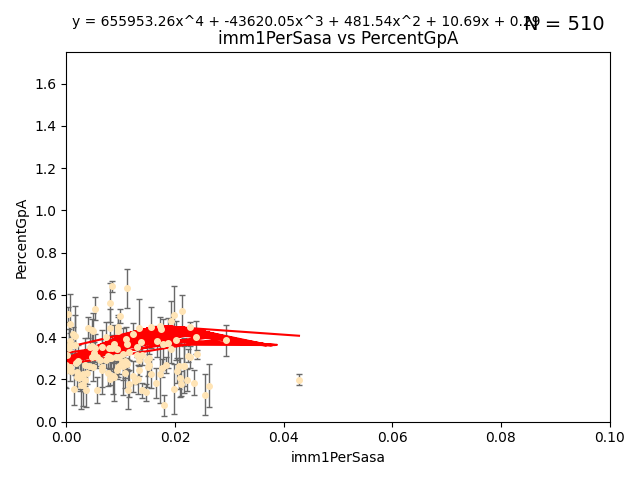 y = 655953.26x^4 + -43620.05x^3 + 481.54x^2 + 10.69x + 0.29
N = 510
imm1PerSasa vs PercentGpA
PercentGpA
1.6
1.4
1.2
1.0
0.8
0.6
0.4
0.2
0.0
0.00 0.02 0.04 0.06 0.08 0.10
imm1PerSasa